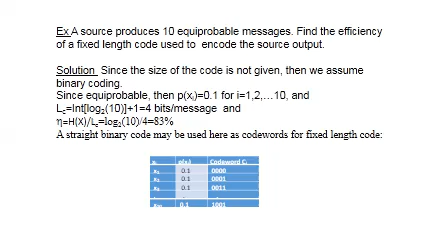 Ex A source produces 10 equiprobable messages. Find the efficiency
of a fixed length code used to encode the source output.
Solution Since the size of the code is not given, then we assume
binary coding.
Since equiprobable, then p(xᵢ)=0.1 for i=1,2,...10, and
L꜀=Int[log₂(10)]+1=4 bits/message and
η=H(X)/L꜀=log₂(10)/4=83%
A straight binary code may be used here as codewords for fixed length code:
xᵢ p(xᵢ) Codeword Cᵢ
x₁ 0.1 0000
x₂ 0.1 0001
x₃ 0.1 0011
x₁₀ 0.1 1001